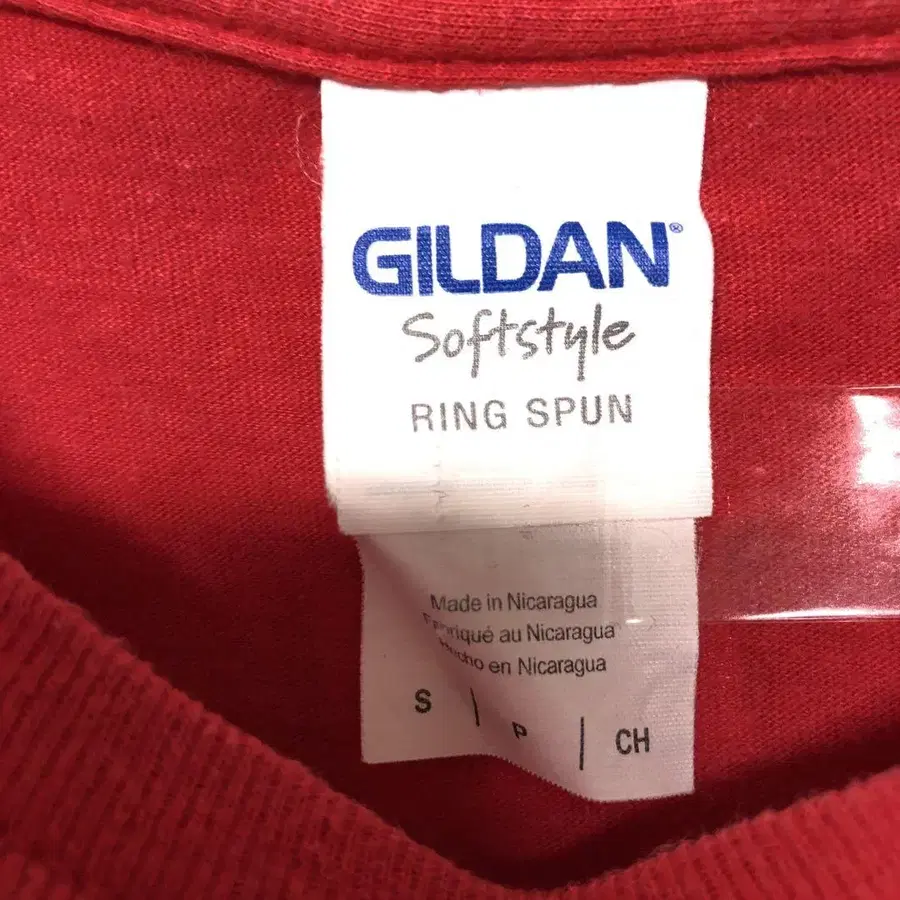 GILDAN®
Softstyle
RING SPUN
Made in Nicaragua
Fabriqué au Nicaragua
Hecho en Nicaragua
S | P | CH